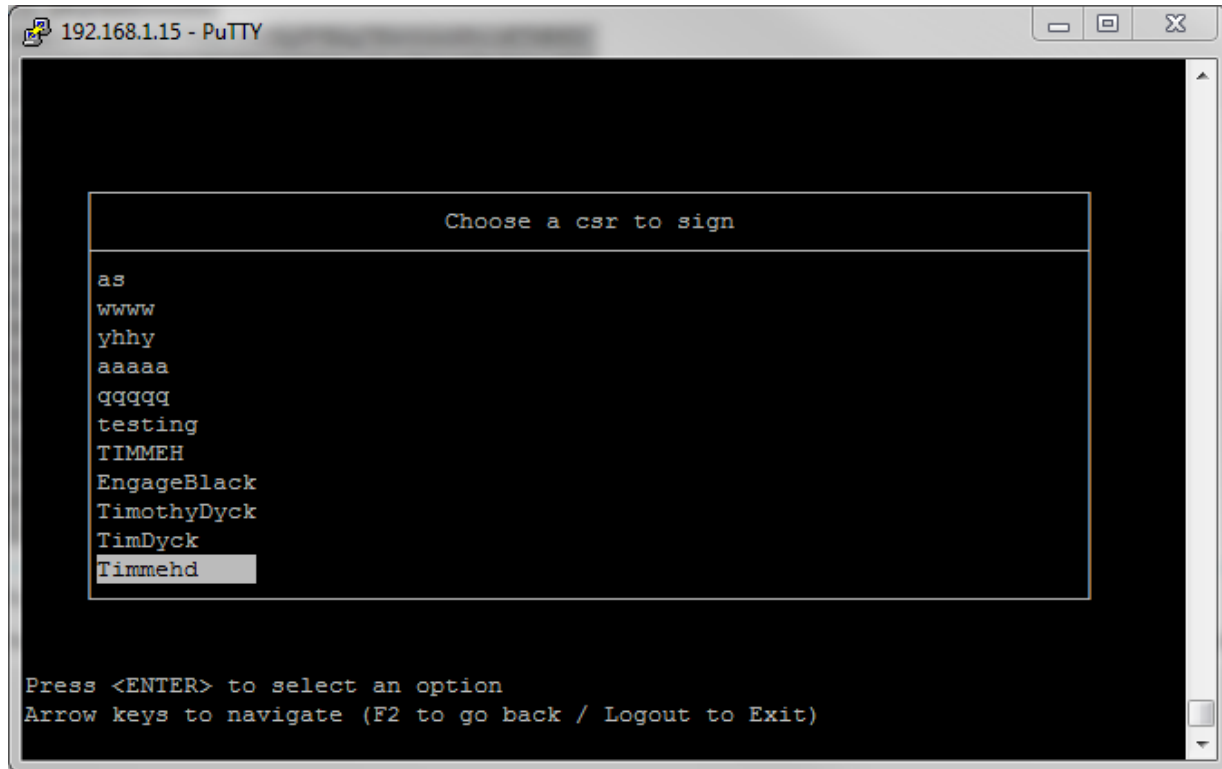 192.168.1.15 - PuTTY
Choose a csr to sign
as
wwww
yhhy
aaaaa
qqqqq
testing
TIMMEH
EngageBlack
TimothyDyck
TimDyck
Timmehd
Press <ENTER> to select an option
Arrow keys to navigate (F2 to go back / Logout to Exit)